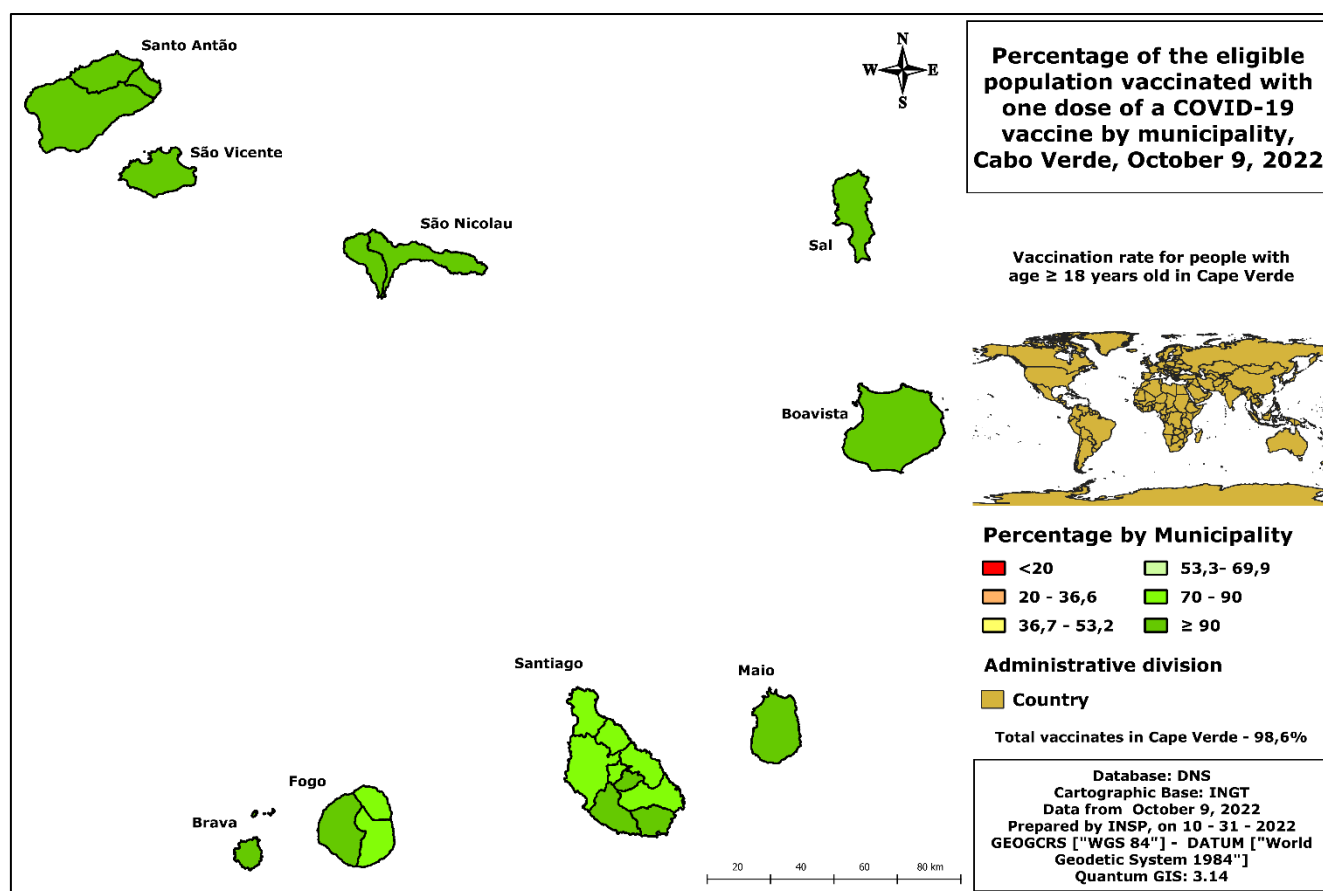 Santo Antão
São Vicente
São Nicolau
N
W E
S
Sal
Boavista
Santiago
Maio
Fogo
Brava
20 40 60 80 km
Percentage of the eligible
population vaccinated with
one dose of a COVID-19
vaccine by municipality,
Cabo Verde, October 9, 2022
Vaccination rate for people with
age ≥ 18 years old in Cape Verde
Percentage by Municipality
<20
20 - 36,6
36,7 - 53,2
53,3- 69,9
70 - 90
≥ 90
Administrative division
Country
Total vaccinates in Cape Verde - 98,6%
Database: DNS
Cartographic Base: INGT
Data from October 9, 2022
Prepared by INSP, on 10 - 31 - 2022
GEOGCRS ["WGS 84"] - DATUM ["World
Geodetic System 1984"]
Quantum GIS: 3.14